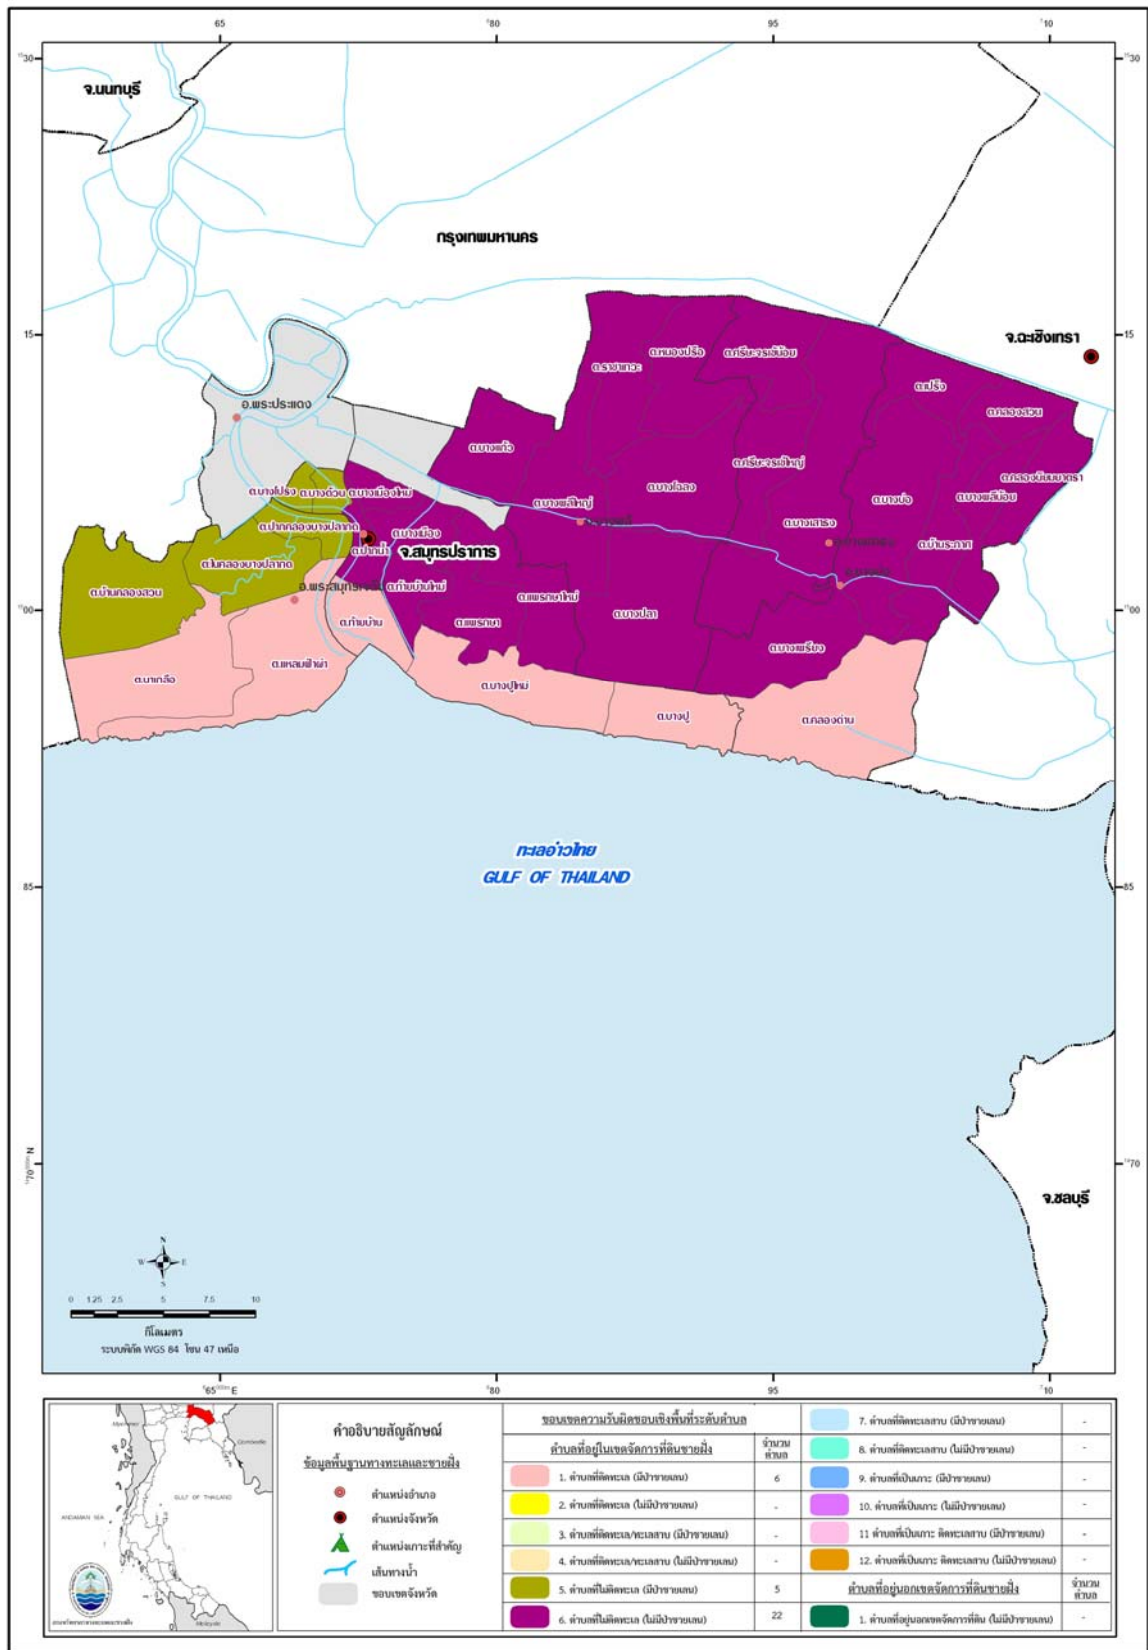 65
80
95
10
30
30
จ.นนทบุรี
กรุงเทพมหานคร
15
15
จ.ฉะเชิงเทรา
ต.หนองปรือ
ต.ศรีษะจรเข้น้อย
ต.ราชาเทวะ
ต.เปร็ง
อ.พระประแดง
ต.คลองสวน
ต.บางแก้ว
ต.ศรีษะจรเข้ใหญ่
ต.คลองนิยมยาตรา
ต.บางโปรง
ต.บางด้วน
ต.บางเมืองใหม่
ต.บางพลีใหญ่
ต.บางโฉลง
ต.บางบ่อ
ต.บางพลีน้อย
ต.ปากคลองบางปลากด
ต.บางเมือง
ต.บางเสาธง
ต.ปากน้ำ
จ.สมุทรปราการ
ต.บ้านระกาศ
ต.ในคลองบางปลากด
ต.บ้านคลองสวน
อ.พระสมุทรเจดีย์
ต.ท้ายบ้านใหม่
ต.แพรกษาใหม่
ต.บางปลา
00
00
ต.ท้ายบ้าน
ต.แพรกษา
ต.บางเพรียง
ต.นาเกลือ
ต.แหลมฟ้าผ่า
ต.บางปูใหม่
ต.บางปู
ต.คลองด่าน
ทะเลอ่าวไทย
GULF OF THAILAND
85
85
70 N
70
จ.ชลบุรี
N
W E
S
0 1.25 2.5 5 7.5 10
กิโลเมตร
ระบบพิกัด WGS 84 โซน 47 เหนือ
65 E
80
95
10
Myanmar
Cambodia
GULF OF THAILAND
ANDAMAN SEA
Malaysia
คำอธิบายสัญลักษณ์
ข้อมูลพื้นฐานทางทะเลและชายฝั่ง
ตำแหน่งอำเภอ
ตำแหน่งจังหวัด
ตำแหน่งเกาะที่สำคัญ
เส้นทางน้ำ
ขอบเขตจังหวัด
ขอบเขตความรับผิดชอบเชิงพื้นที่ระดับตำบล
ตำบลที่อยู่ในเขตจัดการที่ดินชายฝั่ง จำนวนตำบล
1. ตำบลที่ติดทะเล (มีป่าชายเลน) 6
2. ตำบลที่ติดทะเล (ไม่มีป่าชายเลน) -
3. ตำบลที่ติดทะเล/ทะเลสาบ (มีป่าชายเลน) -
4. ตำบลที่ติดทะเล/ทะเลสาบ (ไม่มีป่าชายเลน) -
5. ตำบลที่ไม่ติดทะเล (มีป่าชายเลน) 5
6. ตำบลที่ไม่ติดทะเล (ไม่มีป่าชายเลน) 22
7. ตำบลที่ติดทะเลสาบ (มีป่าชายเลน) -
8. ตำบลที่ติดทะเลสาบ (ไม่มีป่าชายเลน) -
9. ตำบลที่เป็นเกาะ (มีป่าชายเลน) -
10. ตำบลที่เป็นเกาะ (ไม่มีป่าชายเลน) -
11 ตำบลที่เป็นเกาะ ติดทะเลสาบ (มีป่าชายเลน) -
12. ตำบลที่เป็นเกาะ ติดทะเลสาบ (ไม่มีป่าชายเลน) -
ตำบลที่อยู่นอกเขตจัดการที่ดินชายฝั่ง จำนวนตำบล
1. ตำบลที่อยู่นอกเขตจัดการที่ดิน (ไม่มีป่าชายเลน) -